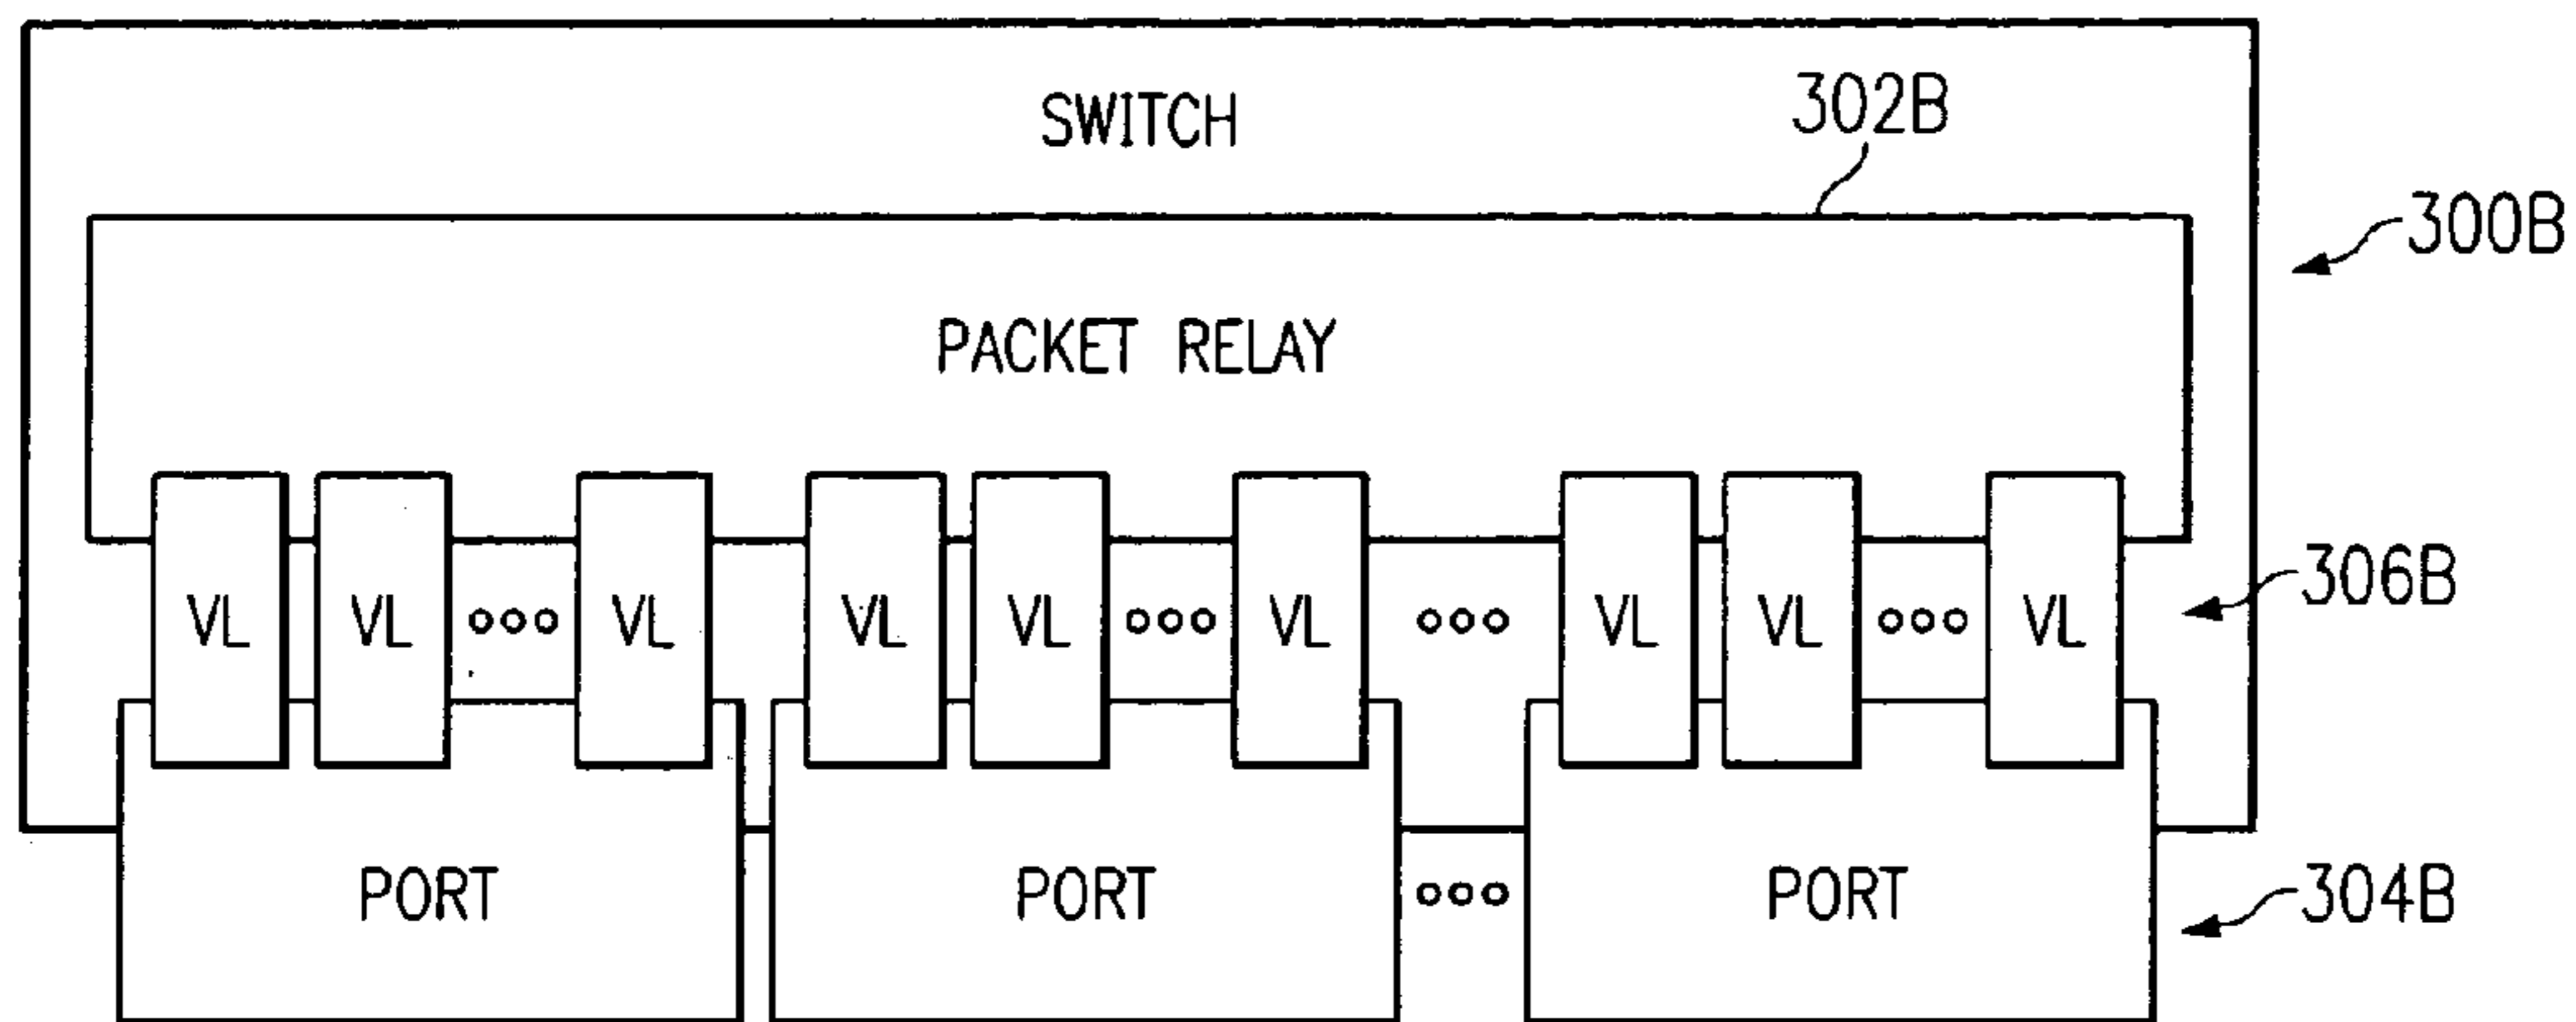 SWITCH
302B
300B
PACKET RELAY
VL VL ooo VL VL VL ooo VL ooo VL VL ooo VL
306B
PORT PORT ooo PORT
304B